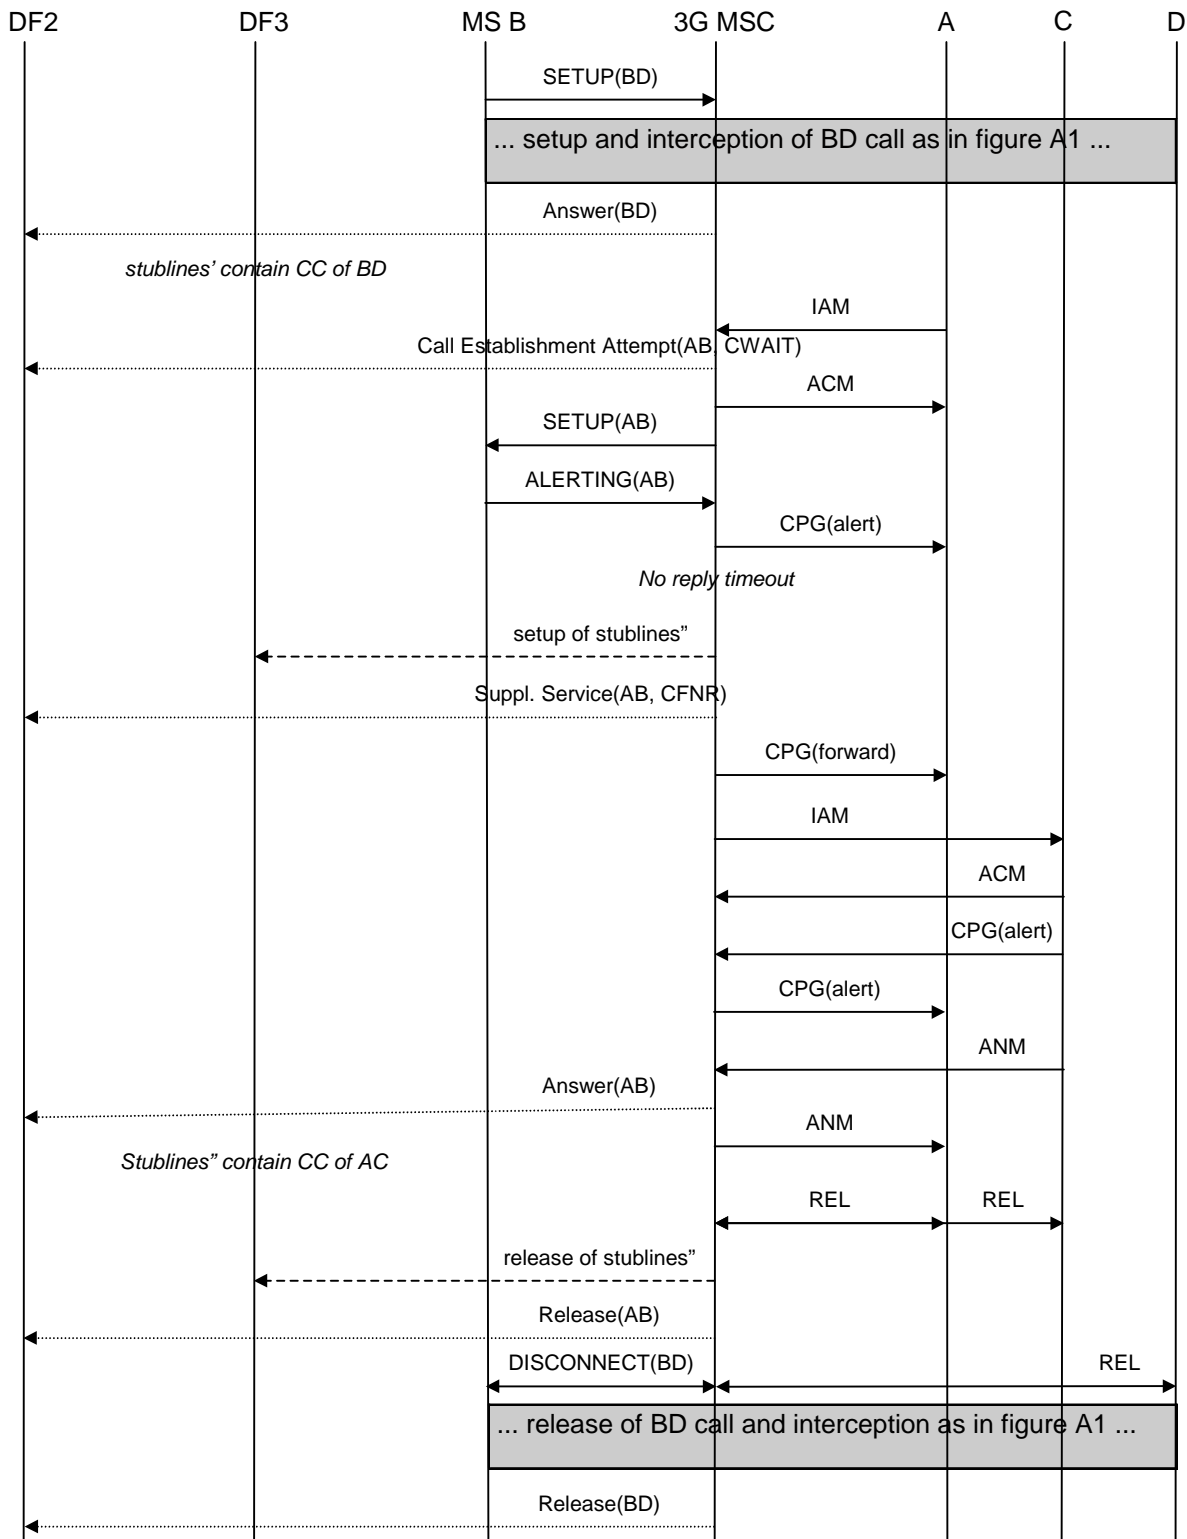 DF2 DF3 MS B 3G MSC A C D
SETUP(BD)
... setup and interception of BD call as in figure A1 ...
Answer(BD)
stublines’ contain CC of BD
IAM
Call Establishment Attempt(AB, CWAIT)
ACM
SETUP(AB)
ALERTING(AB)
CPG(alert)
No reply timeout
setup of stublines”
Suppl. Service(AB, CFNR)
CPG(forward)
IAM
ACM
CPG(alert)
CPG(alert)
ANM
Answer(AB)
ANM
Stublines” contain CC of AC
REL REL
release of stublines”
Release(AB)
DISCONNECT(BD) REL
... release of BD call and interception as in figure A1 ...
Release(BD)